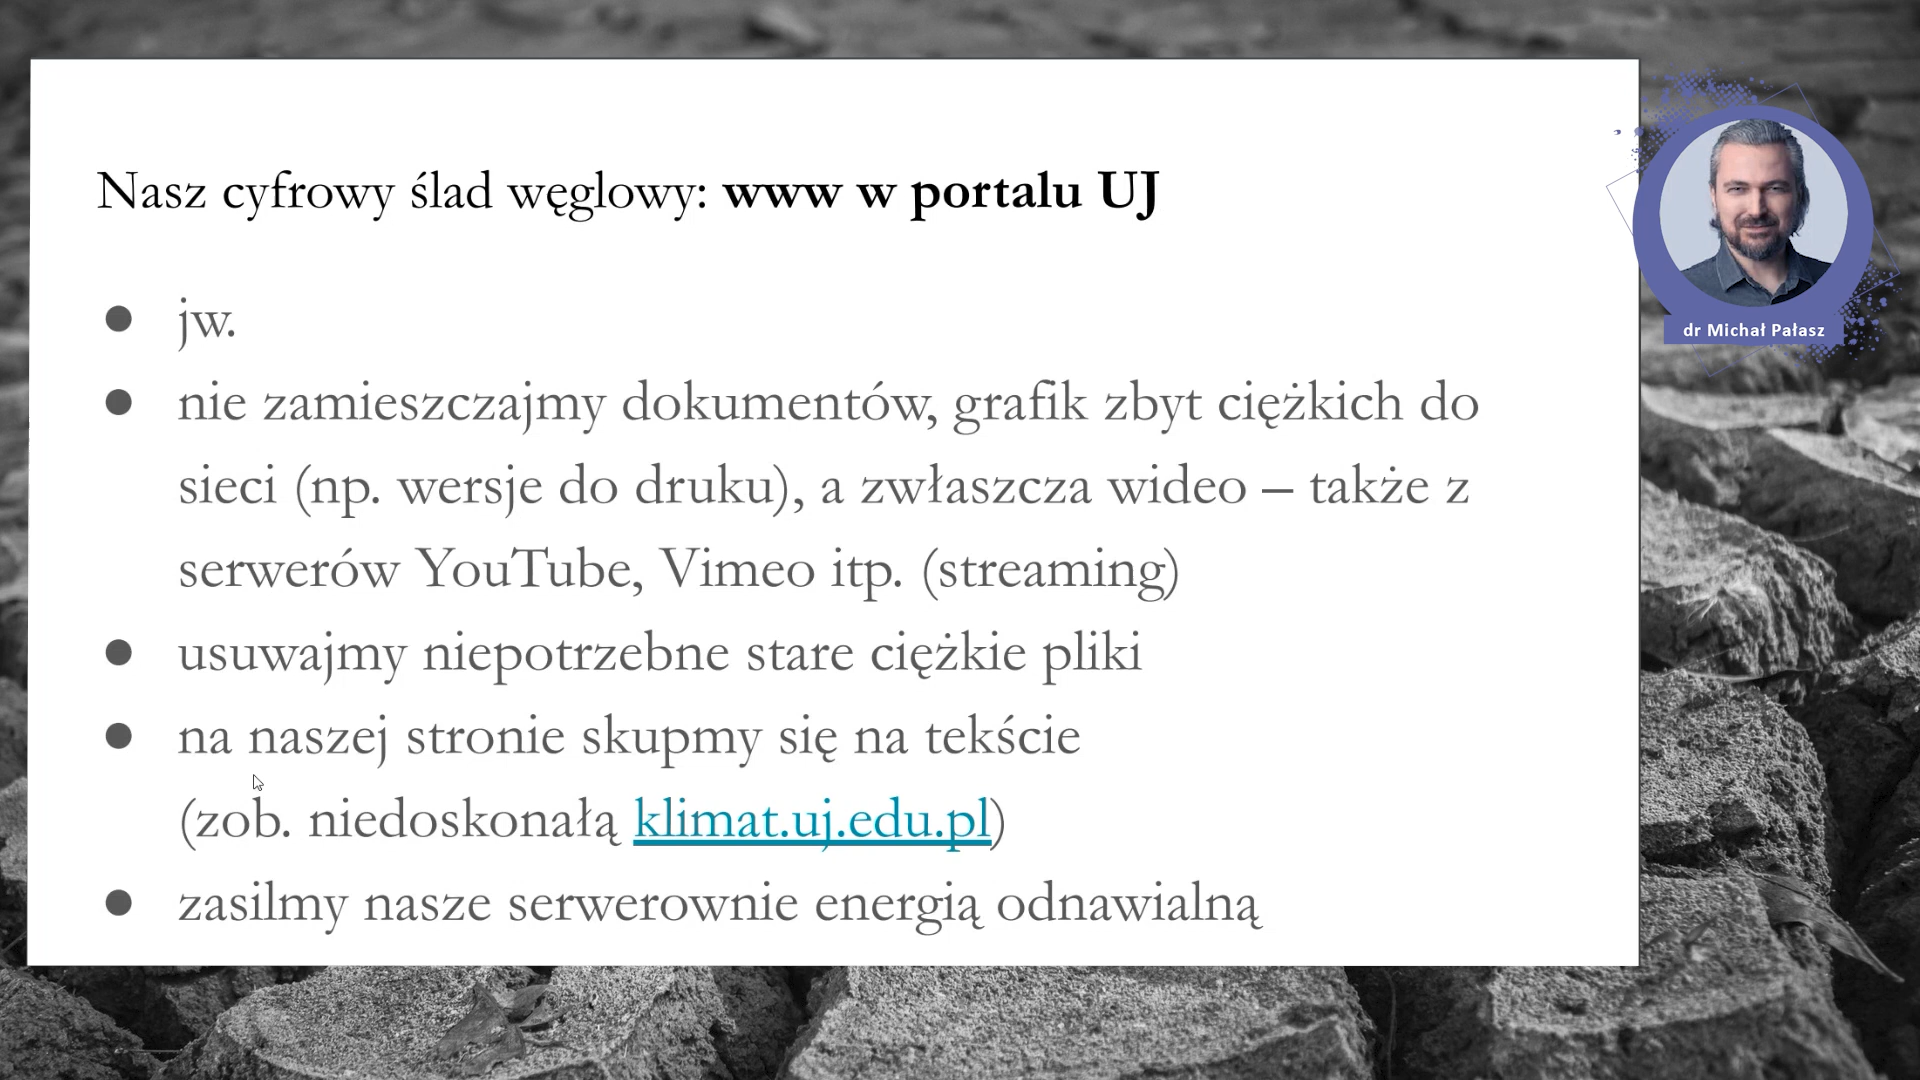 Nasz cyfrowy ślad węglowy: www w portalu UJ
jw.
nie zamieszczajmy dokumentów, grafik zbyt ciężkich do
sieci (np. wersje do druku), a zwłaszcza wideo – także z
serwerów YouTube, Vimeo itp. (streaming)
usuwajmy niepotrzebne stare ciężkie pliki
na naszej stronie skupmy się na tekście
(zob. niedoskonałą klimat.uj.edu.pl)
zasilmy nasze serwerownie energią odnawialną
dr Michał Pałasz